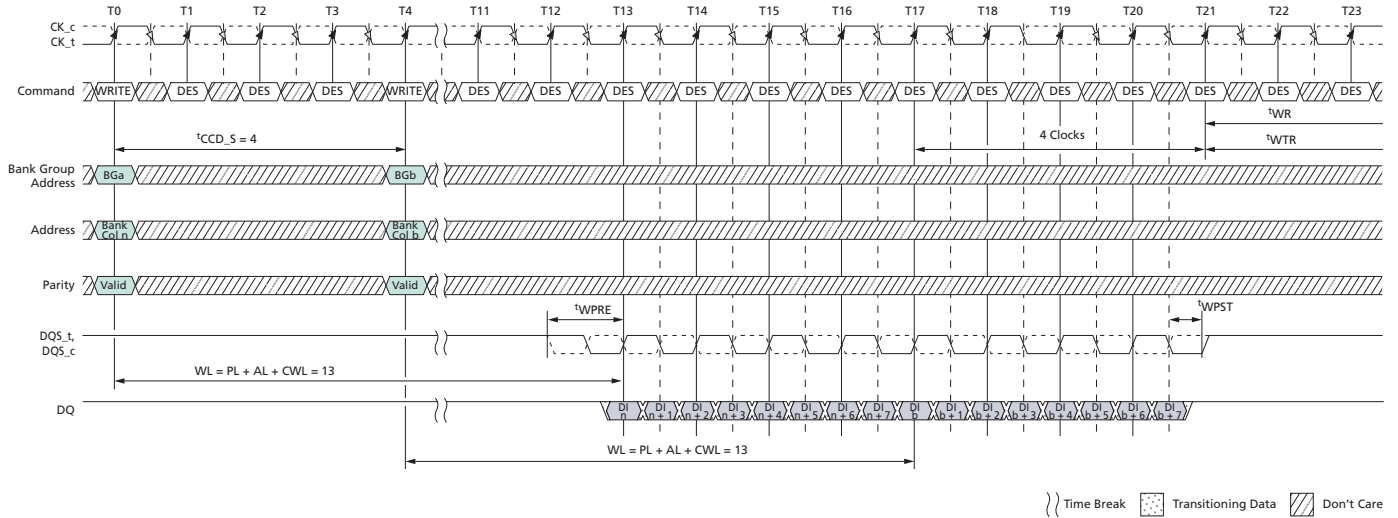 T0 T1 T2 T3 T4 T11 T12 T13 T14 T15 T16 T17 T18 T19 T20 T21 T22 T23
CK_c
CK_t
Command WRITE DES DES DES WRITE DES DES DES DES DES DES DES DES DES DES DES DES DES
tWR
tCCD_S = 4
4 Clocks
tWTR
Bank Group
Address
BGa BGb
Address
Bank
Col n
Bank
Col b
Parity Valid Valid
tWPRE
tWPST
DQS_t,
DQS_c
WL = PL + AL + CWL = 13
DQ
DI
n
DI
n + 1
DI
n + 2
DI
n + 3
DI
n + 4
DI
n + 5
DI
n + 6
DI
n + 7
DI
b
DI
b + 1
DI
b + 2
DI
b + 3
DI
b + 4
DI
b + 5
DI
b + 6
DI
b + 7
WL = PL + AL + CWL = 13
Time Break Transitioning Data Don't Care